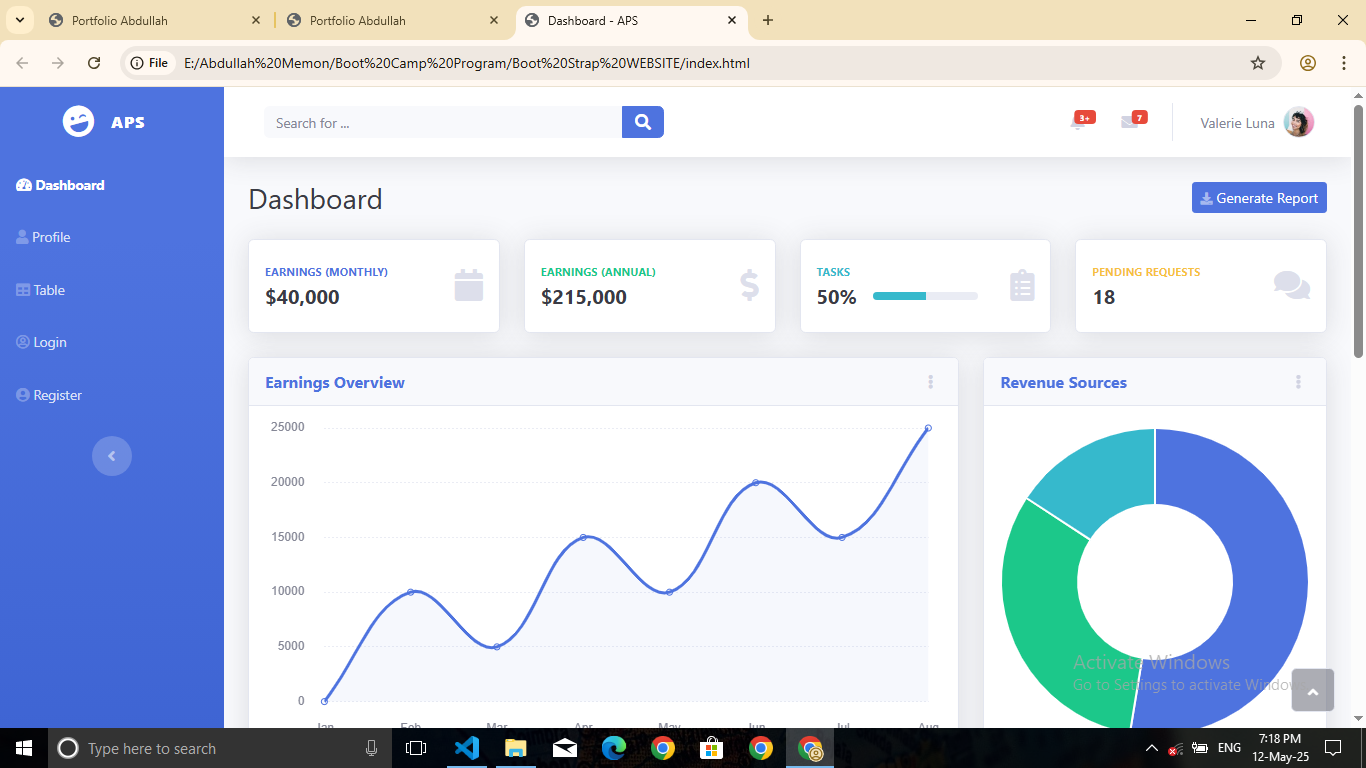 Portfolio Abdullah
Portfolio Abdullah
Dashboard - APS
File
E:/Abdullah%20Memon/Boot%20Camp%20Program/Boot%20Strap%20WEBSITE/index.html
APS
Search for ...
3+
7
Valerie Luna
Dashboard
Profile
Table
Login
Register
Dashboard
Generate Report
EARNINGS (MONTHLY)
$40,000
EARNINGS (ANNUAL)
$215,000
TASKS
50%
PENDING REQUESTS
18
Earnings Overview
25000
20000
15000
10000
5000
0
Jan Feb Mar Apr May Jun Jul Aug
Revenue Sources
Activate Windows
Go to Settings to activate Windows
Type here to search
ENG
7:18 PM
12-May-25